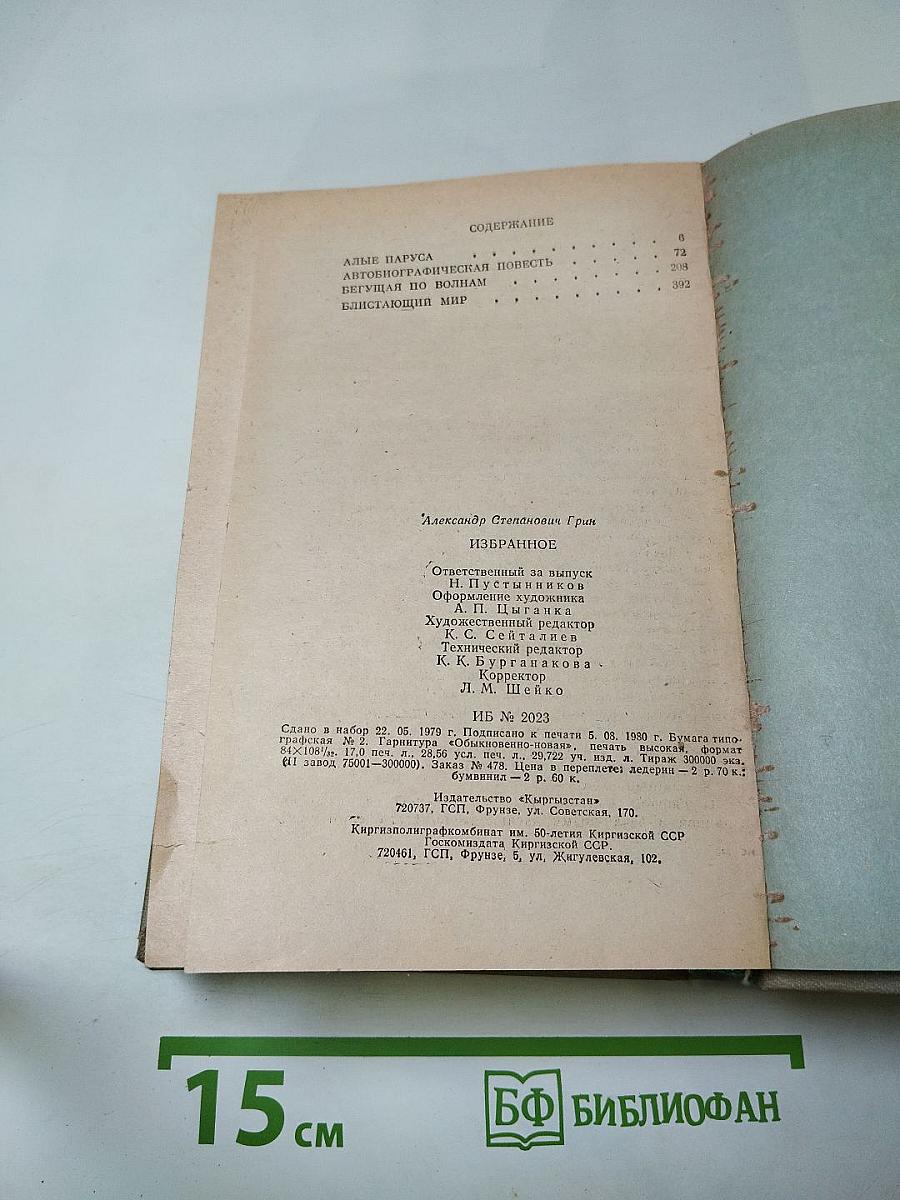 СОДЕРЖАНИЕ
АЛЫЕ ПАРУСА . . . . . . . . . . 6
АВТОБИОГРАФИЧЕСКАЯ ПОВЕСТЬ . . . . . 72
БЕГУЩАЯ ПО ВОЛНАМ . . . . . . . . 208
БЛИСТАЮЩИЙ МИР . . . . . . . . . 392
Александр Степанович Грин
ИЗБРАННОЕ
Ответственный за выпуск
Н. Пустынников
Оформление художника
А. П. Цыганка
Художественный редактор
К. С. Сейталиев
Технический редактор
К. К. Бурганакова
Корректор
Л. М. Шейко
ИБ № 2023
Сдано в набор 22. 05. 1979 г. Подписано к печати 5. 08. 1980 г. Бумага типо-
графская № 2. Гарнитура «Обыкновенно-новая», печать высокая, формат
84×108¹/₃₂. 17,0 печ. л., 28,56 усл. печ. л., 29,722 уч. изд. л. Тираж 300000 экз.
(II завод 75001—300000). Заказ № 478. Цена в переплете: ледерин — 2 р. 70 к.;
бумвинил — 2 р. 60 к.
Издательство «Кыргызстан»
720737, ГСП, Фрунзе, ул. Советская, 170.
Киргизполиграфкомбинат им. 50-летия Киргизской ССР
Госкомиздата Киргизской ССР.
720461, ГСП, Фрунзе, 5, ул, Жигулевская, 102.
15 см
БФ БИБЛИОФАН